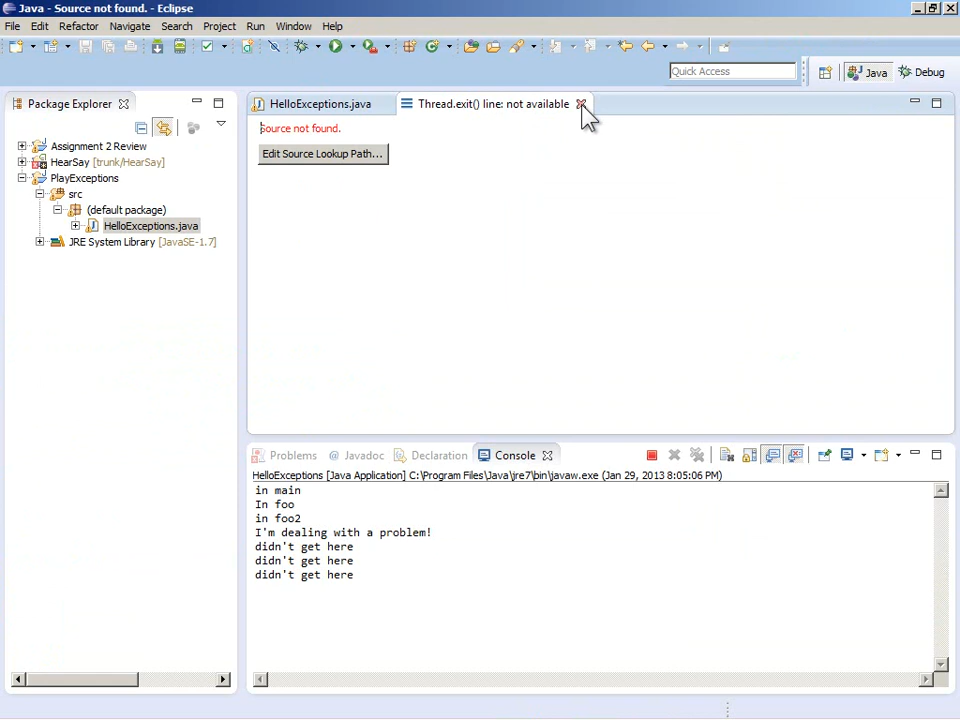 Java - Source not found. - Eclipse
File Edit Refactor Navigate Search Project Run Window Help
Quick Access
Java
Debug
Package Explorer
HelloExceptions.java
Thread.exit() line: not available
Source not found.
Edit Source Lookup Path...
Assignment 2 Review
HearSay [trunk/HearSay]
PlayExceptions
src
(default package)
HelloExceptions.java
JRE System Library [JavaSE-1.7]
Problems @ Javadoc Declaration Console
HelloExceptions [Java Application] C:\Program Files\Java\jre7\bin\javaw.exe (Jan 29, 2013 8:05:06 PM)
in main
In foo
in foo2
I'm dealing with a problem!
didn't get here
didn't get here
didn't get here